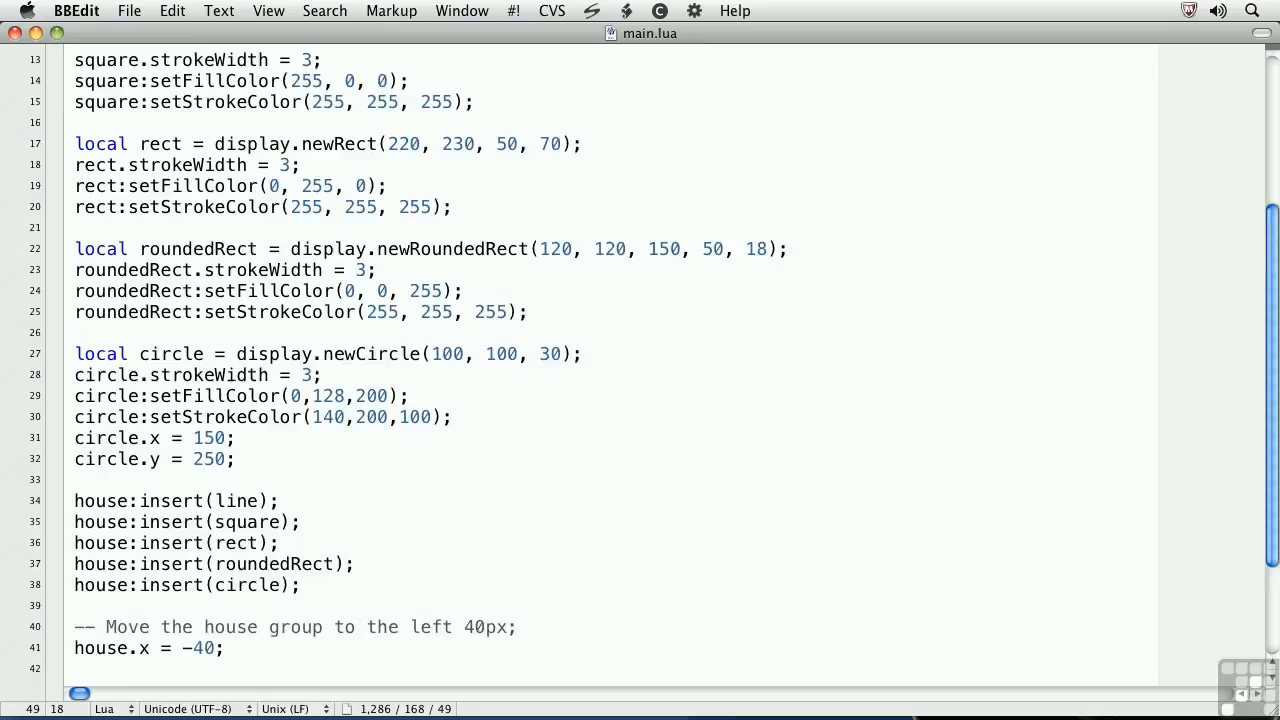 BBEdit File Edit Text View Search Markup Window #! CVS Help
main.lua
13 square.strokeWidth = 3;
14 square:setFillColor(255, 0, 0);
15 square:setStrokeColor(255, 255, 255);
16
17 local rect = display.newRect(220, 230, 50, 70);
18 rect.strokeWidth = 3;
19 rect:setFillColor(0, 255, 0);
20 rect:setStrokeColor(255, 255, 255);
21
22 local roundedRect = display.newRoundedRect(120, 120, 150, 50, 18);
23 roundedRect.strokeWidth = 3;
24 roundedRect:setFillColor(0, 0, 255);
25 roundedRect:setStrokeColor(255, 255, 255);
26
27 local circle = display.newCircle(100, 100, 30);
28 circle.strokeWidth = 3;
29 circle:setFillColor(0,128,200);
30 circle:setStrokeColor(140,200,100);
31 circle.x = 150;
32 circle.y = 250;
33
34 house:insert(line);
35 house:insert(square);
36 house:insert(rect);
37 house:insert(roundedRect);
38 house:insert(circle);
39
40 -- Move the house group to the left 40px;
41 house.x = -40;
42
49 18 Lua Unicode (UTF-8) Unix (LF) 1,286 / 168 / 49